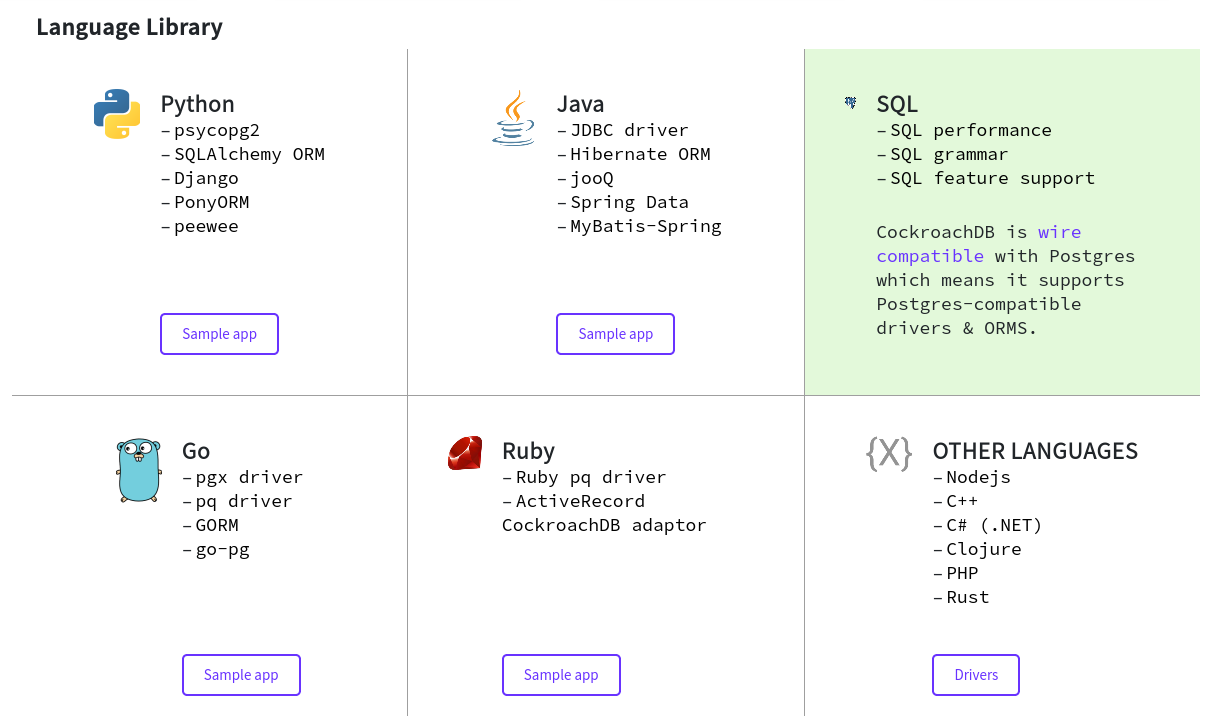 Language Library
Python
– psycopg2
– SQLAlchemy ORM
– Django
– PonyORM
– peewee
Sample app
Java
– JDBC driver
– Hibernate ORM
– jooQ
– Spring Data
– MyBatis-Spring
Sample app
SQL
– SQL performance
– SQL grammar
– SQL feature support
CockroachDB is wire
compatible with Postgres
which means it supports
Postgres-compatible
drivers & ORMS.
Go
– pgx driver
– pq driver
– GORM
– go-pg
Sample app
Ruby
– Ruby pq driver
– ActiveRecord
CockroachDB adaptor
Sample app
{X}
OTHER LANGUAGES
– Nodejs
– C++
– C# (.NET)
– Clojure
– PHP
– Rust
Drivers